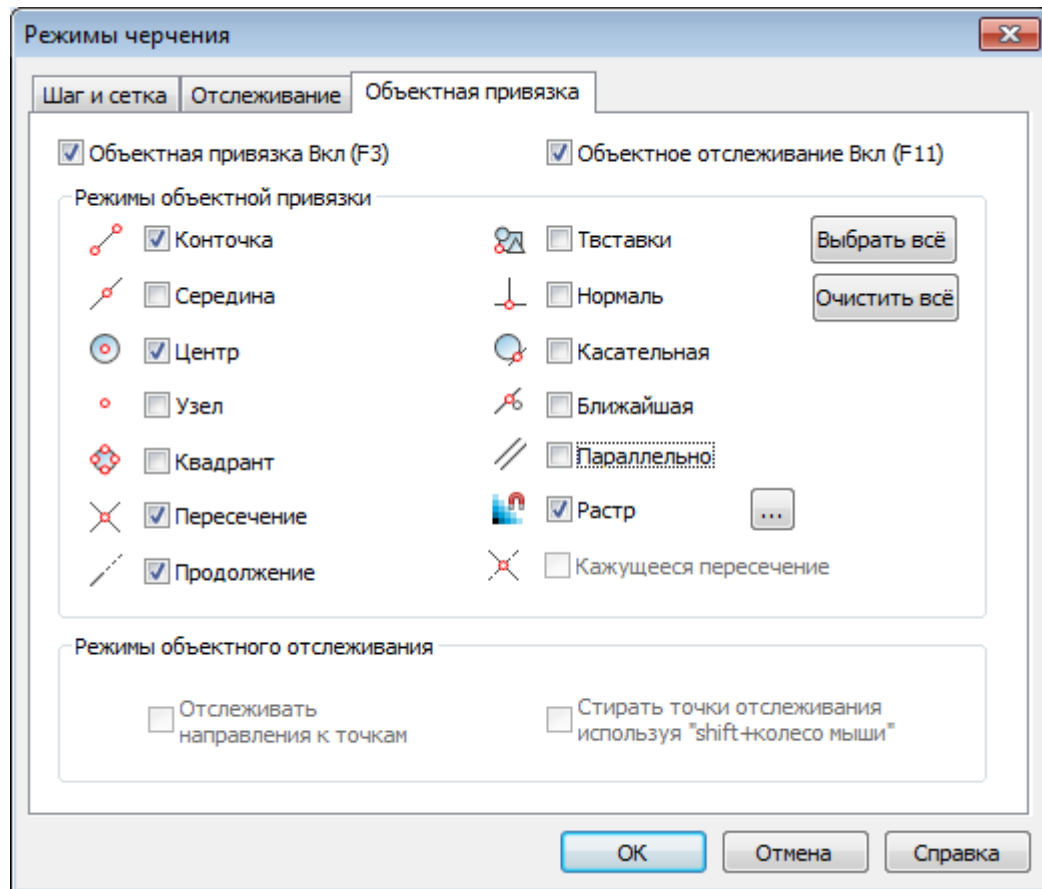 Режимы черчения
Шаг и сетка Отслеживание Объектная привязка
Объектная привязка Вкл (F3) Объектное отслеживание Вкл (F11)
Режимы объектной привязки
Конточка Твставки Выбрать всё
Середина Нормаль Очистить всё
Центр Касательная
Узел Ближайшая
Квадрант Параллельно
Пересечение Растр ...
Продолжение Кажущееся пересечение
Режимы объектного отслеживания
Отслеживать
направления к точкам
Стирать точки отслеживания
используя "shift+колесо мыши"
ОК Отмена Справка